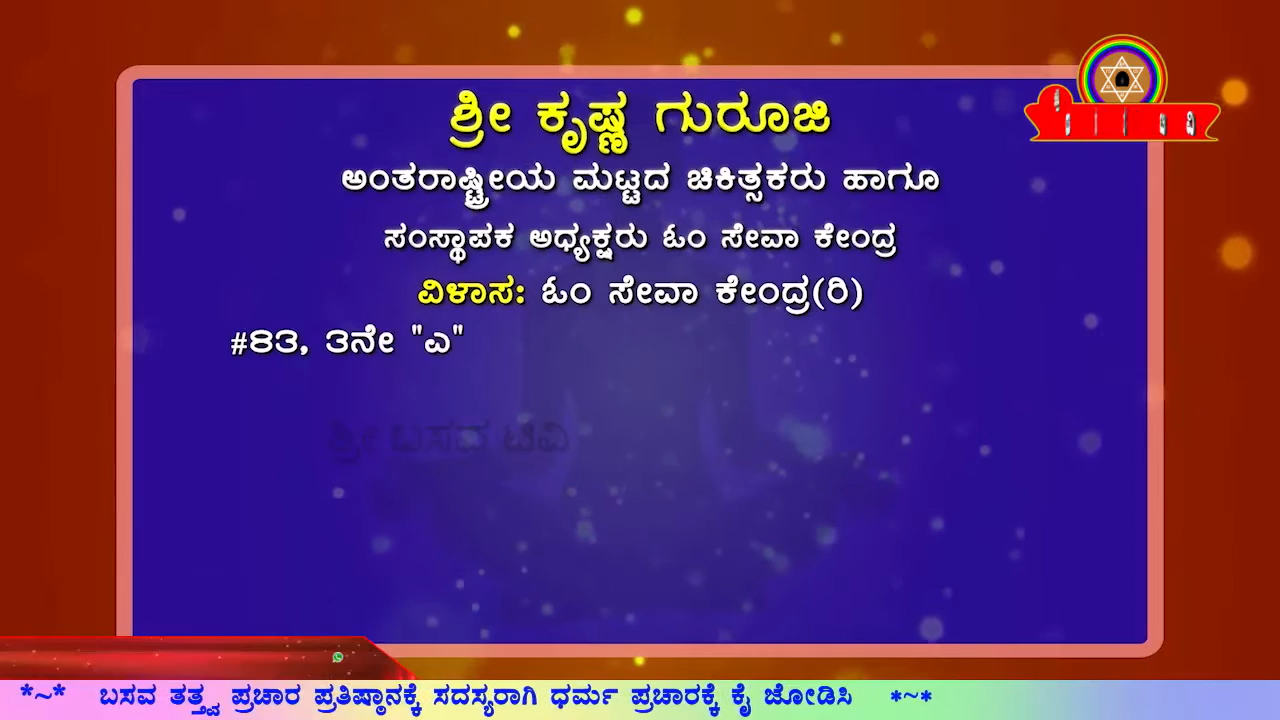 ಶ್ರೀ ಕೃಷ್ಣ ಗುರೂಜಿ
ಅಂತರಾಷ್ಟ್ರೀಯ ಮಟ್ಟದ ಚಿಕಿತ್ಸಕರು ಹಾಗೂ
ಸಂಸ್ಥಾಪಕ ಅಧ್ಯಕ್ಷರು ಓಂ ಸೇವಾ ಕೇಂದ್ರ
ವಿಳಾಸ: ಓಂ ಸೇವಾ ಕೇಂದ್ರ(ರಿ)
#83, 3ನೇ "ಎ"
ಶ್ರೀ ಬಸವ ಟಿವಿ
*~* ಬಸವ ತತ್ತ್ವ ಪ್ರಚಾರ ಪ್ರತಿಷ್ಠಾನಕ್ಕೆ ಸದಸ್ಯರಾಗಿ ಧರ್ಮ ಪ್ರಚಾರಕ್ಕೆ ಕೈ ಜೋಡಿಸಿ *~*